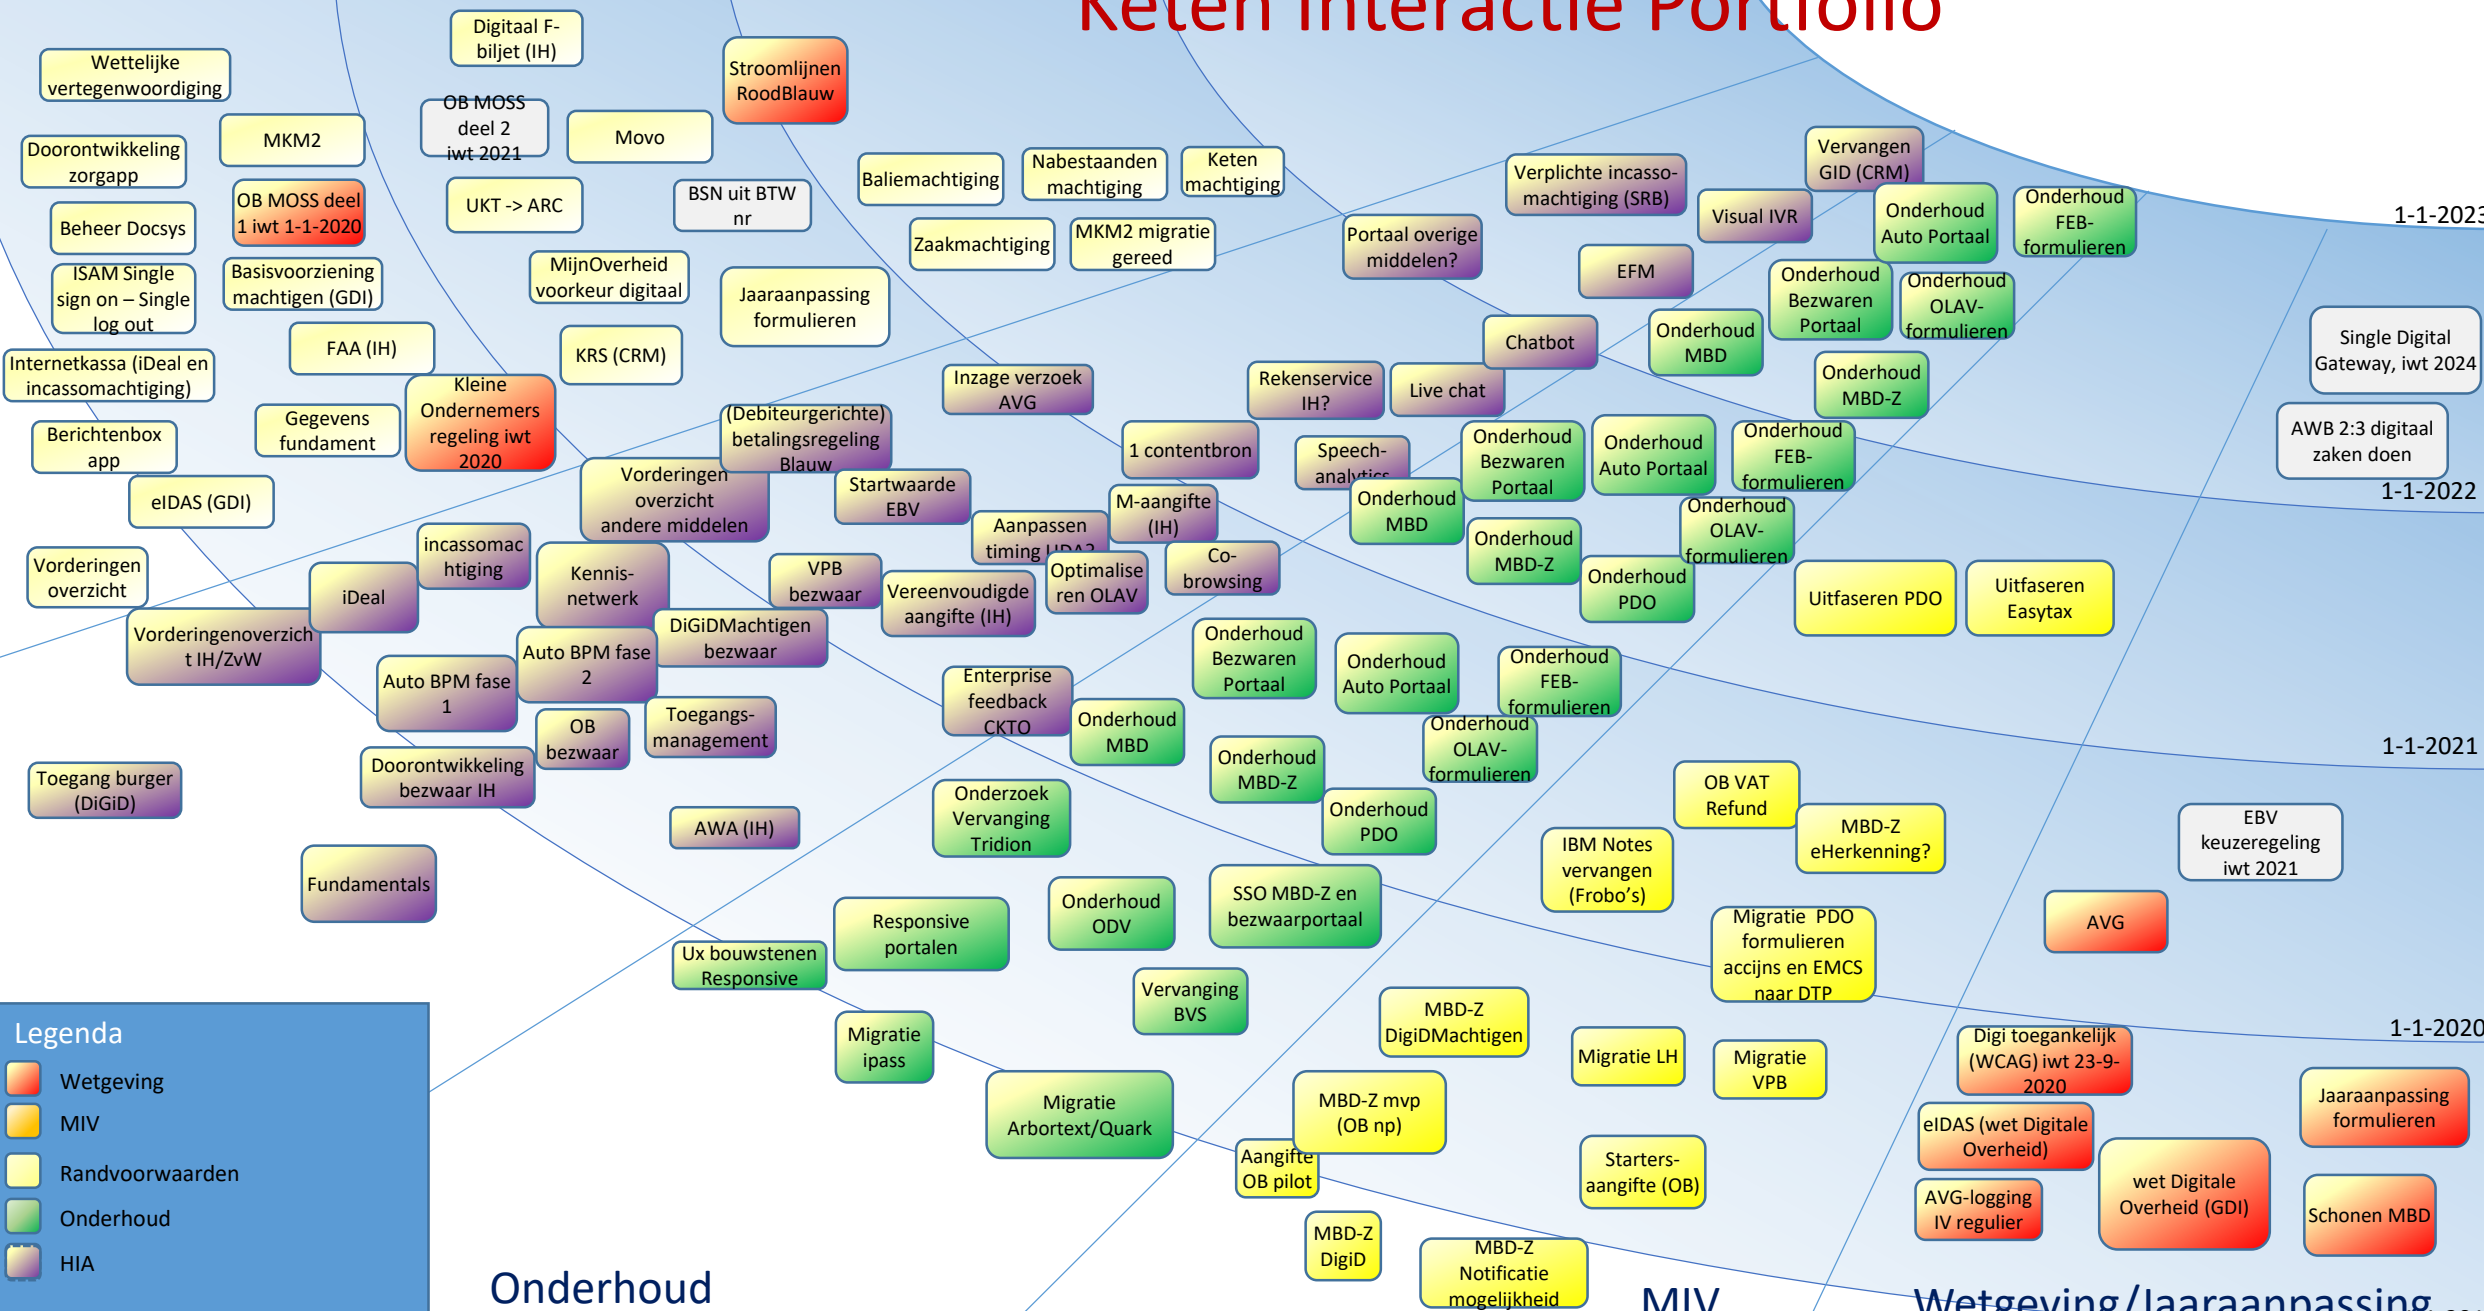 Keten Interactie Portfolio
Digitaal F-
biljet (IH)
Wettelijke
vertegenwoordiging
Stroomlijnen
RoodBlauw
OB MOSS
deel 2
iwt 2021
MKM2
Movo
Doorontwikkeling
zorgapp
OB MOSS deel
1 iwt 1-1-2020
UKT -> ARC
BSN uit BTW
nr
Beheer Docsys
ISAM Single
sign on – Single
log out
Basisvoorziening
machtigen (GDI)
MijnOverheid
voorkeur digitaal
Jaaraanpassing
formulieren
FAA (IH)
KRS (CRM)
Internetkassa (iDeal en
incassomachtiging)
Kleine
Ondernemers
regeling iwt
2020
Gegevens
fundament
Berichtenbox
app
eIDAS (GDI)
Vorderingen
overzicht
Baliemachtiging
Nabestaanden
machtiging
Keten
machtiging
Zaakmachtiging
MKM2 migratie
gereed
Verplichte incasso-
machtiging (SRB)
Vervangen
GID (CRM)
Visual IVR
Portaal overige
middelen?
EFM
Chatbot
Inzage verzoek
AVG
Rekenservice
IH?
Live chat
(Debiteurgerichte)
betalingsregeling
Blauw
1 contentbron
Speech-
analytics
Vorderingen
overzicht
andere middelen
Startwaarde
EBV
Aanpassen
timing UDA?
M-aangifte
(IH)
Co-
browsing
incassomac
htiging
iDeal
Kennis-
netwerk
VPB
bezwaar
Vereenvoudigde
aangifte (IH)
Optimalise
ren OLAV
Vorderingenoverzich
t IH/ZvW
Auto BPM fase
1
Auto BPM fase
2
DiGiDMachtigen
bezwaar
Enterprise
feedback
CKTO
OB
bezwaar
Toegangs-
management
Toegang burger
(DiGiD)
Doorontwikkeling
bezwaar IH
AWA (IH)
Fundamentals
Onderhoud
Auto Portaal
Onderhoud
FEB-
formulieren
Onderhoud
Bezwaren
Portaal
Onderhoud
OLAV-
formulieren
Onderhoud
MBD
Onderhoud
MBD-Z
Onderhoud
Bezwaren
Portaal
Onderhoud
Auto Portaal
Onderhoud
FEB-
formulieren
Onderhoud
MBD
Onderhoud
MBD-Z
Onderhoud
OLAV-
formulieren
Onderhoud
PDO
Onderhoud
Bezwaren
Portaal
Onderhoud
Auto Portaal
Onderhoud
FEB-
formulieren
Onderhoud
MBD
Onderhoud
MBD-Z
Onderhoud
OLAV-
formulieren
Onderhoud
PDO
Onderzoek
Vervanging
Tridion
Onderhoud
ODV
SSO MBD-Z en
bezwaarportaal
Responsive
portalen
Ux bouwstenen
Responsive
Vervanging
BVS
Migratie
ipass
Migratie
Arbortext/Quark
Uitfaseren PDO
Uitfaseren
Easytax
OB VAT
Refund
MBD-Z
eHerkenning?
IBM Notes
vervangen
(Frobo’s)
Migratie PDO
formulieren
accijns en EMCS
naar DTP
MBD-Z
DigiDMachtigen
Migratie LH
Migratie
VPB
MBD-Z mvp
(OB np)
Aangifte
OB pilot
Starters-
aangifte (OB)
MBD-Z
DigiD
MBD-Z
Notificatie
mogelijkheid
1-1-2023
Single Digital
Gateway, iwt 2024
AWB 2:3 digitaal
zaken doen
1-1-2022
1-1-2021
EBV
keuzeregeling
iwt 2021
AVG
1-1-2020
Digi toegankelijk
(WCAG) iwt 23-9-
2020
Jaaraanpassing
formulieren
eIDAS (wet Digitale
Overheid)
wet Digitale
Overheid (GDI)
AVG-logging
IV regulier
Schonen MBD
Legenda
Wetgeving
MIV
Randvoorwaarden
Onderhoud
HIA
Onderhoud
MIV
Wetgeving/Jaaraanpassing